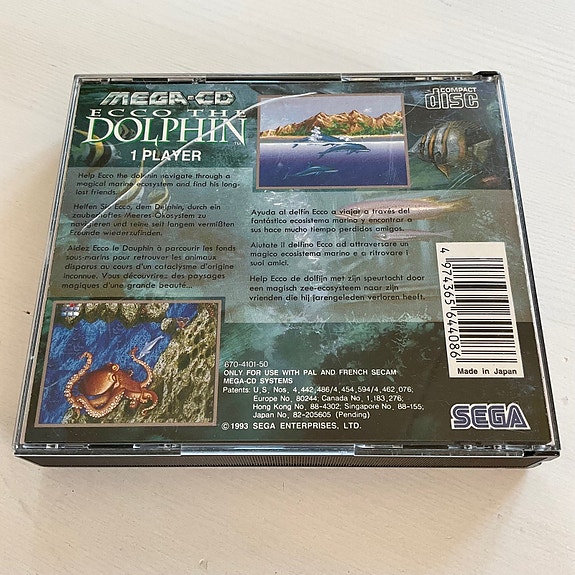 MEGA-CD
ECCO THE
DOLPHIN™
1 PLAYER
COMPACT
disc
Help Ecco the dolphin navigate through a
magical marine ecosystem and find his long-
lost friends...
Helfen Sie Ecco, dem Delphin, durch ein
zauberhaftes Meeres Ökosystem zu
navigieren und seine seit langem vermißten
Freunde wiederzufinden.
Aidez Ecco le Douphin à parcourir les fonds
sous-marins pour retrouver les animaux
disparus au cours d'un cataclysme d'origine
inconnue. Vous découvrirez des paysages
magiques d'une grande beauté...
Ayuda al delfin Ecco a viajar a través del
fantástico ecosistema marina y encontrar a
sus hace mucho tiempo perdidos amigos.
Aiutate il delfino Ecco ad attraversare un
magico ecosistema marine e a ritrovare i
suoi amici.
Help Ecco de dolfijn met zijn speurtocht door
een magisch zee-ecosysteem naar zijn
vrienden die hij jarengeleden verloren heeft.
4 974365 644086
Made in Japan
670-4101-50
ONLY FOR USE WITH PAL AND FRENCH SECAM
MEGA-CD SYSTEMS
Patents: U.S. Nos. 4,442,486/4,454,594/4,462,076;
Europe No. 80244; Canada No. 1,183,276;
Hong Kong No. 88-4302; Singapore No. 88-155;
Japan No. 82-205605 (Pending)
©1993 SEGA ENTERPRISES, LTD.
SEGA